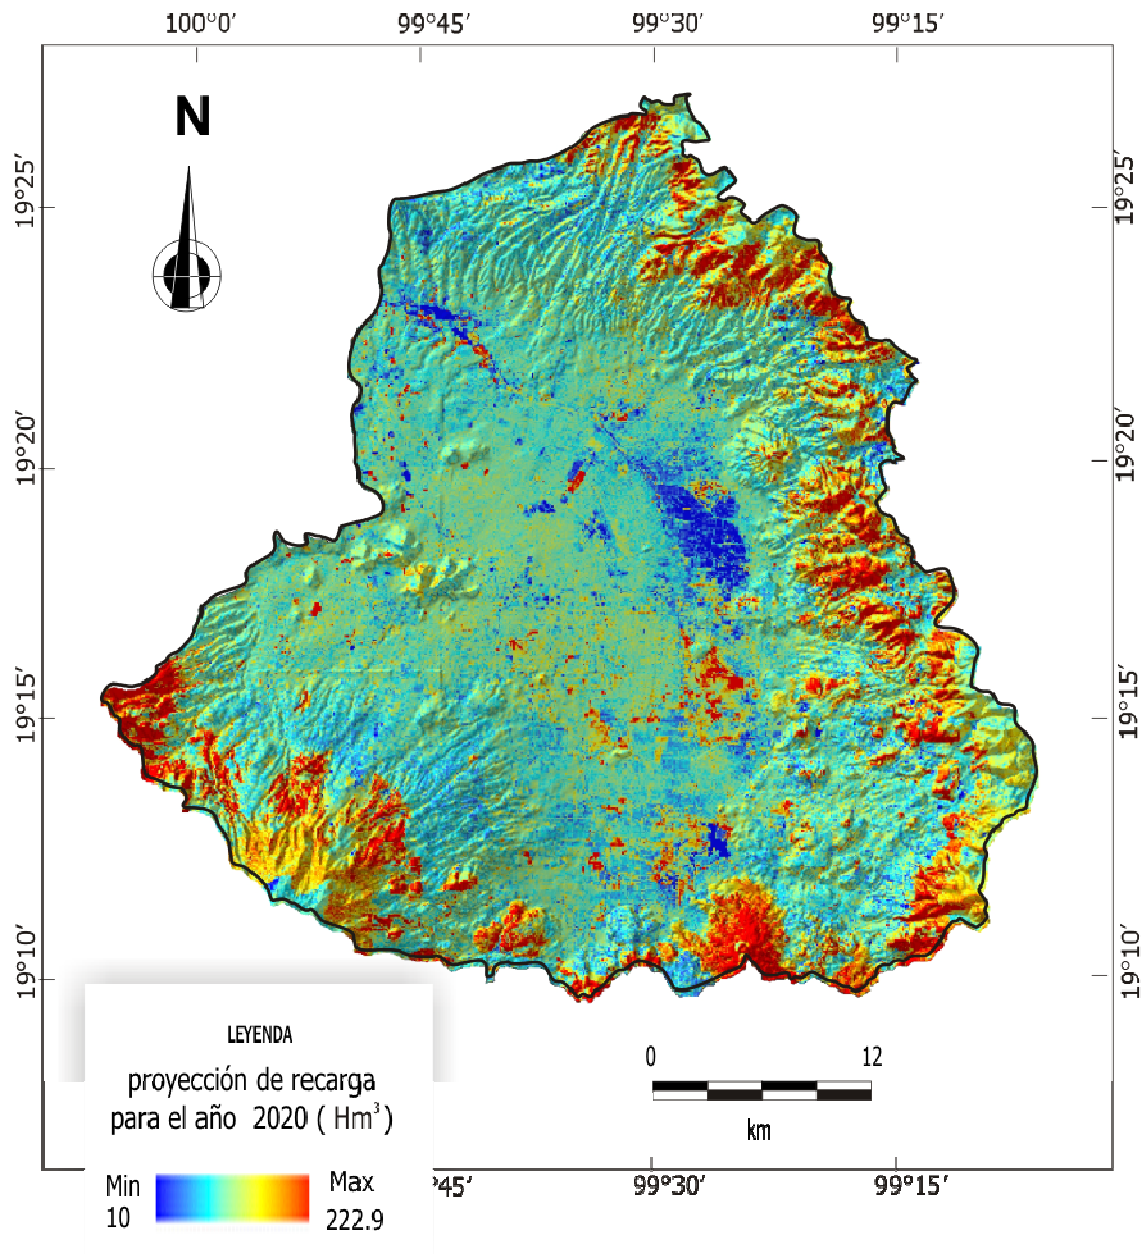 100°0′ 99°45′ 99°30′ 99°15′
N
19°25′ 19°25′
19°20′ 19°20′
19°15′ 19°15′
19°10′ 19°10′
LEYENDA
proyección de recarga
para el año 2020 ( Hm³ )
Min Max
10 222.9
0 12
km
°45′ 99°30′ 99°15′